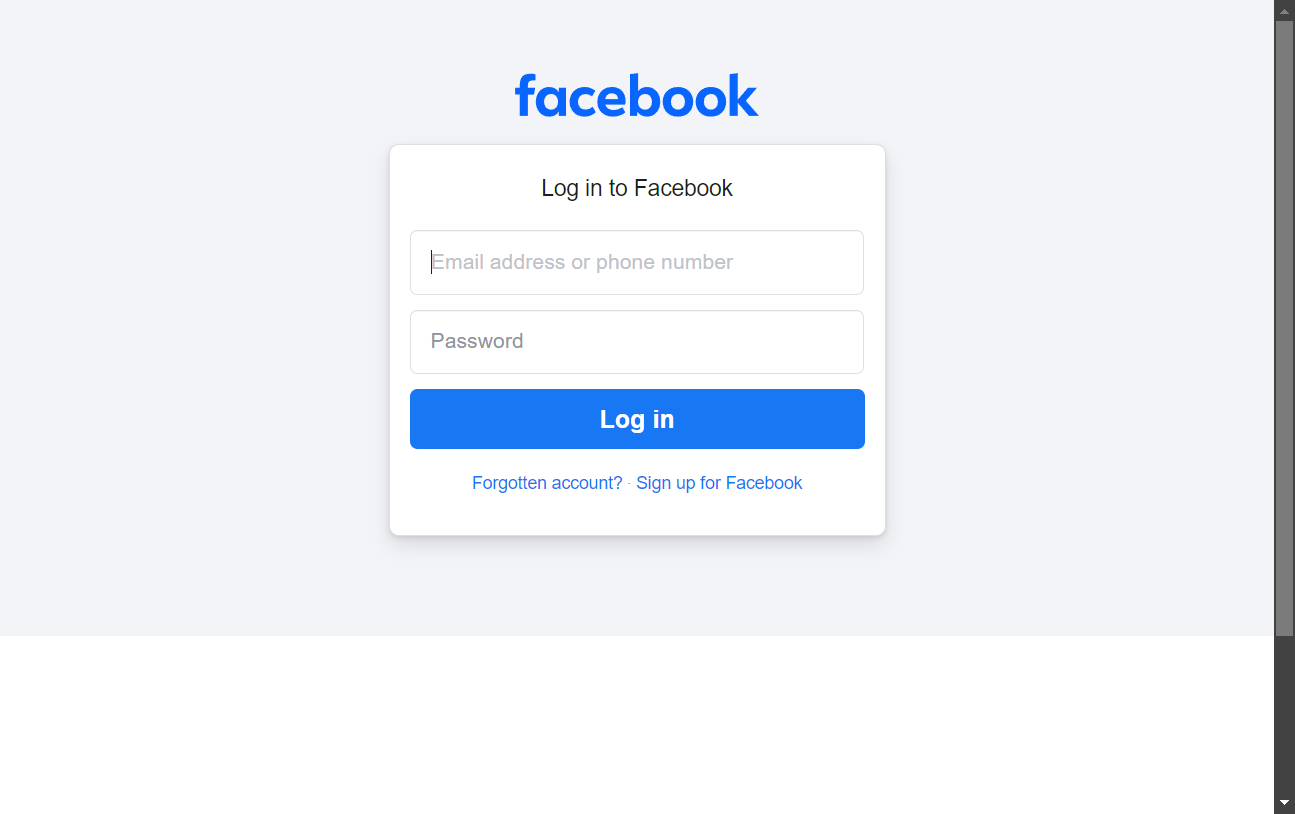 facebook
Log in to Facebook
Email address or phone number
Password
Log in
Forgotten account? · Sign up for Facebook